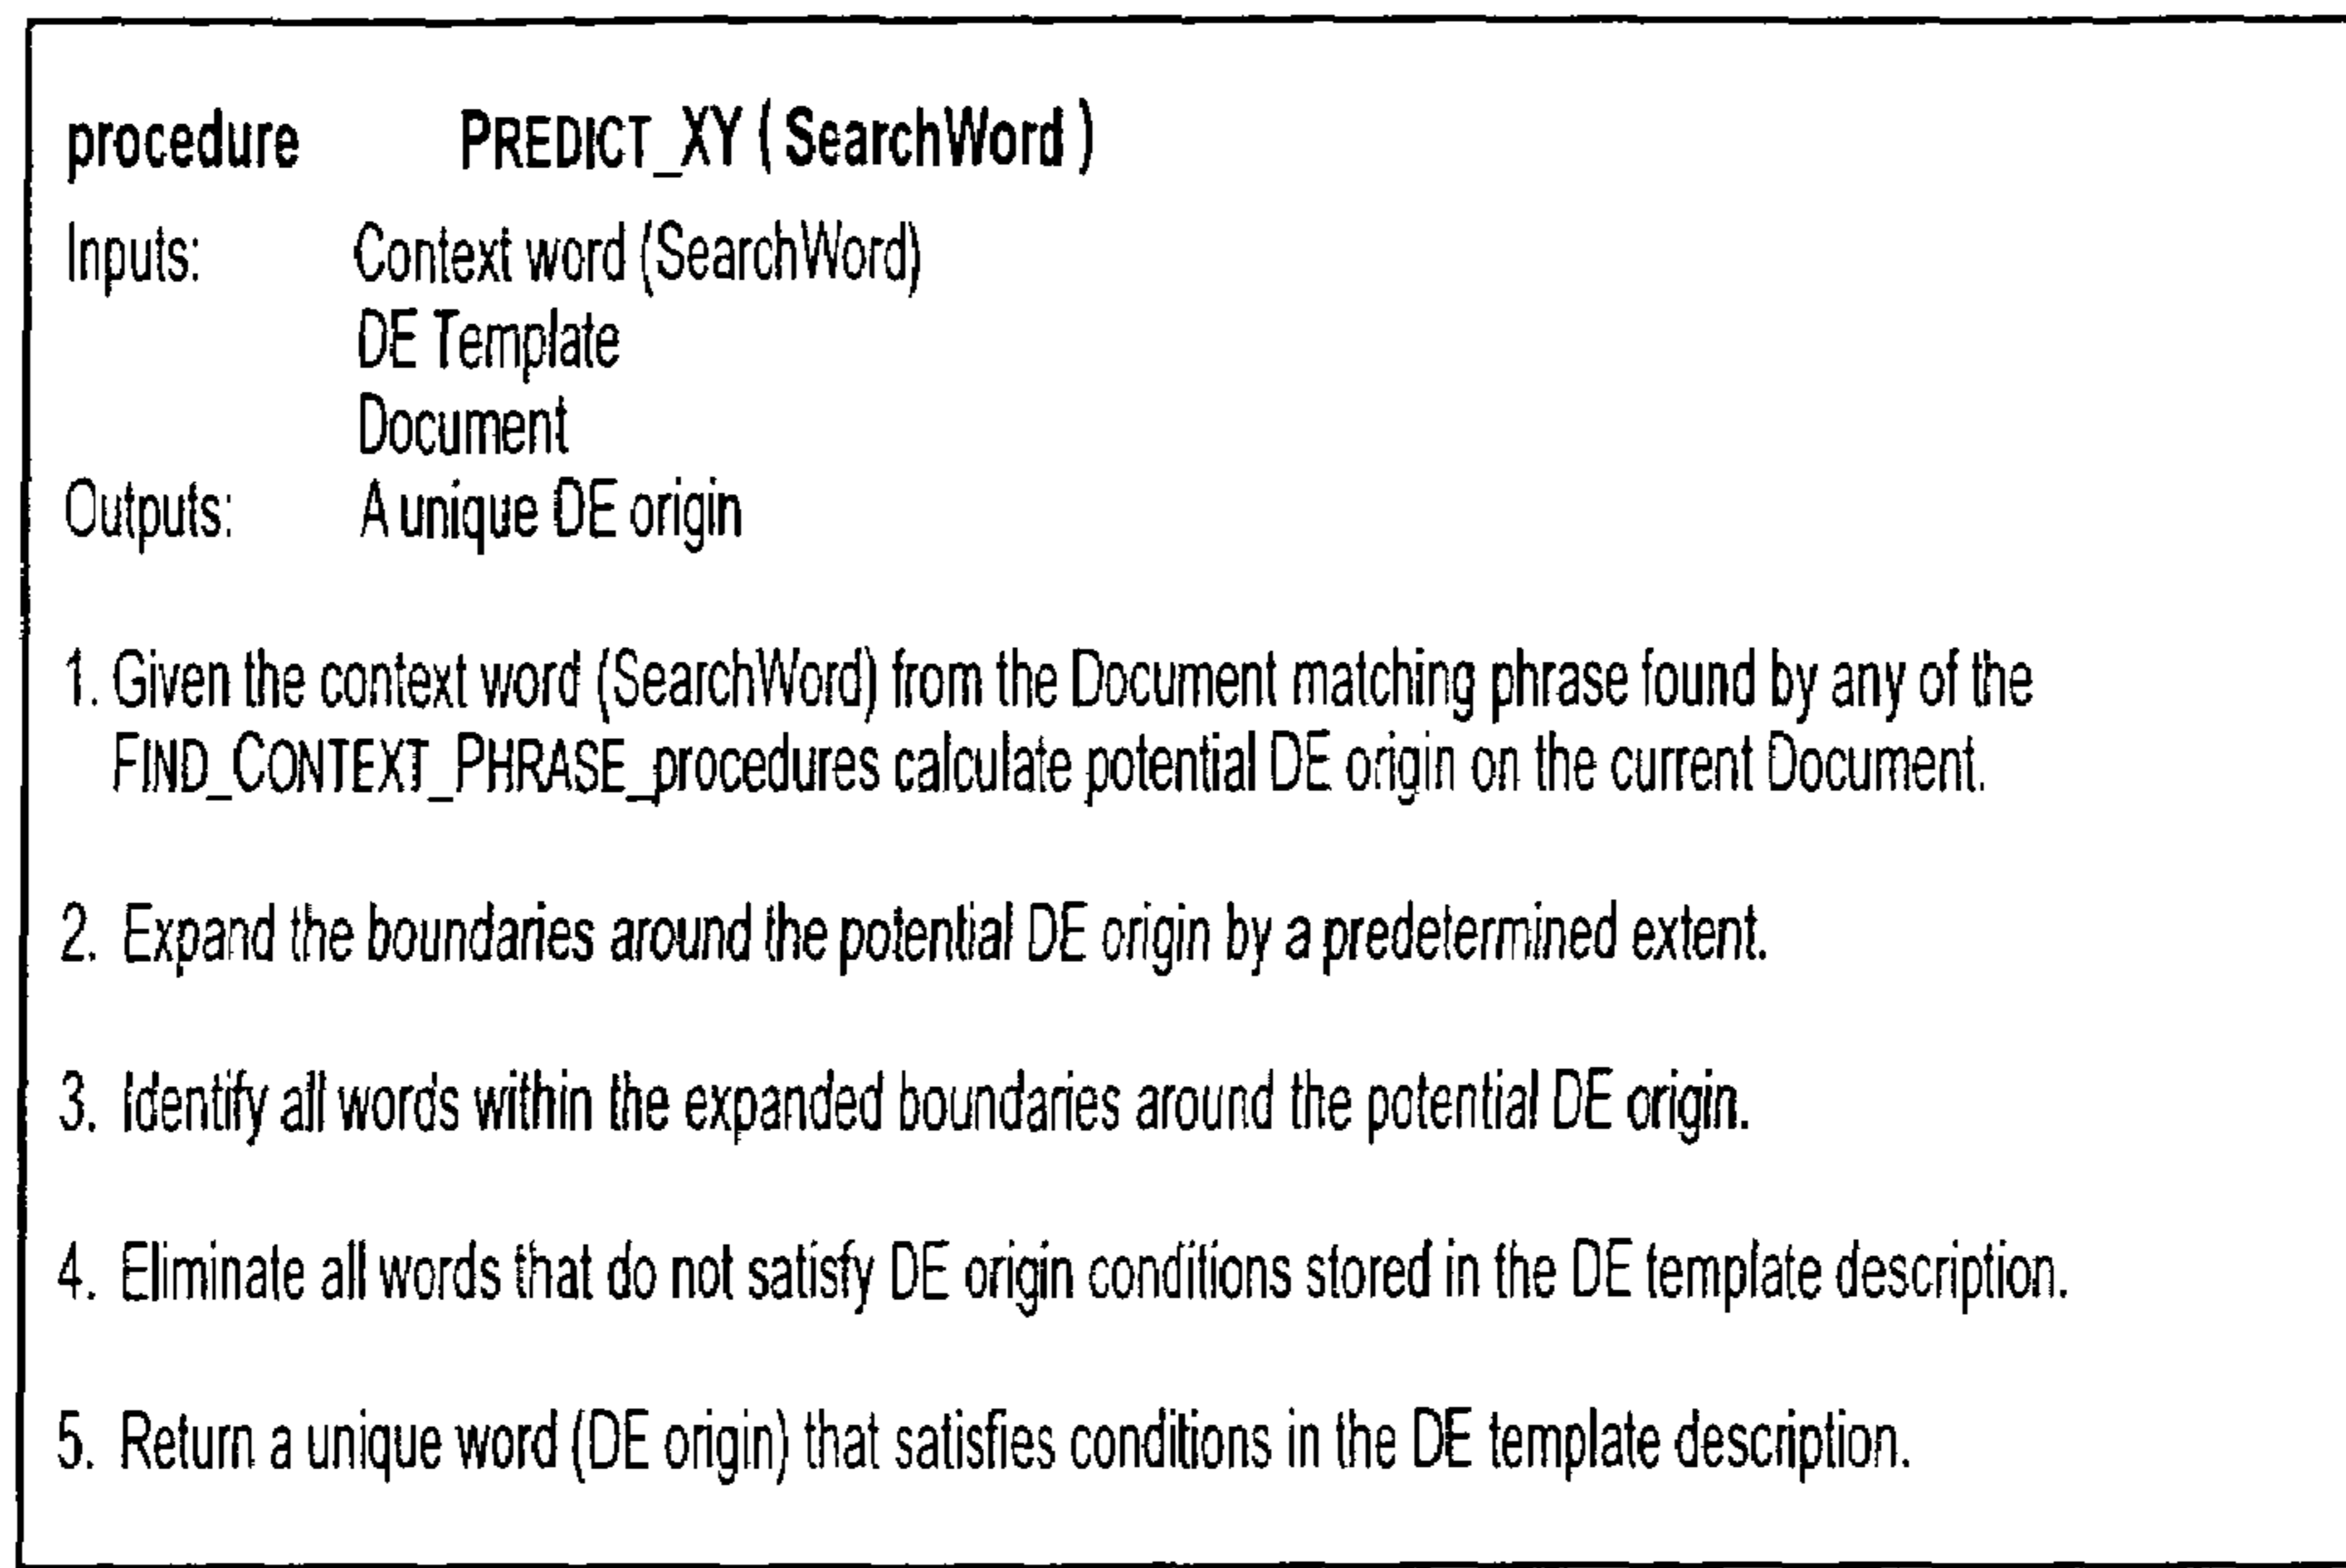 procedure PREDICT_XY ( SearchWord )
Inputs: Context word (SearchWord)
DE Template
Document
Outputs: A unique DE origin
1. Given the context word (SearchWord) from the Document matching phrase found by any of the
FIND_CONTEXT_PHRASE_procedures calculate potential DE origin on the current Document.
2. Expand the boundaries around the potential DE origin by a predetermined extent.
3. Identify all words within the expanded boundaries around the potential DE origin.
4. Eliminate all words that do not satisfy DE origin conditions stored in the DE template description.
5. Return a unique word (DE origin) that satisfies conditions in the DE template description.